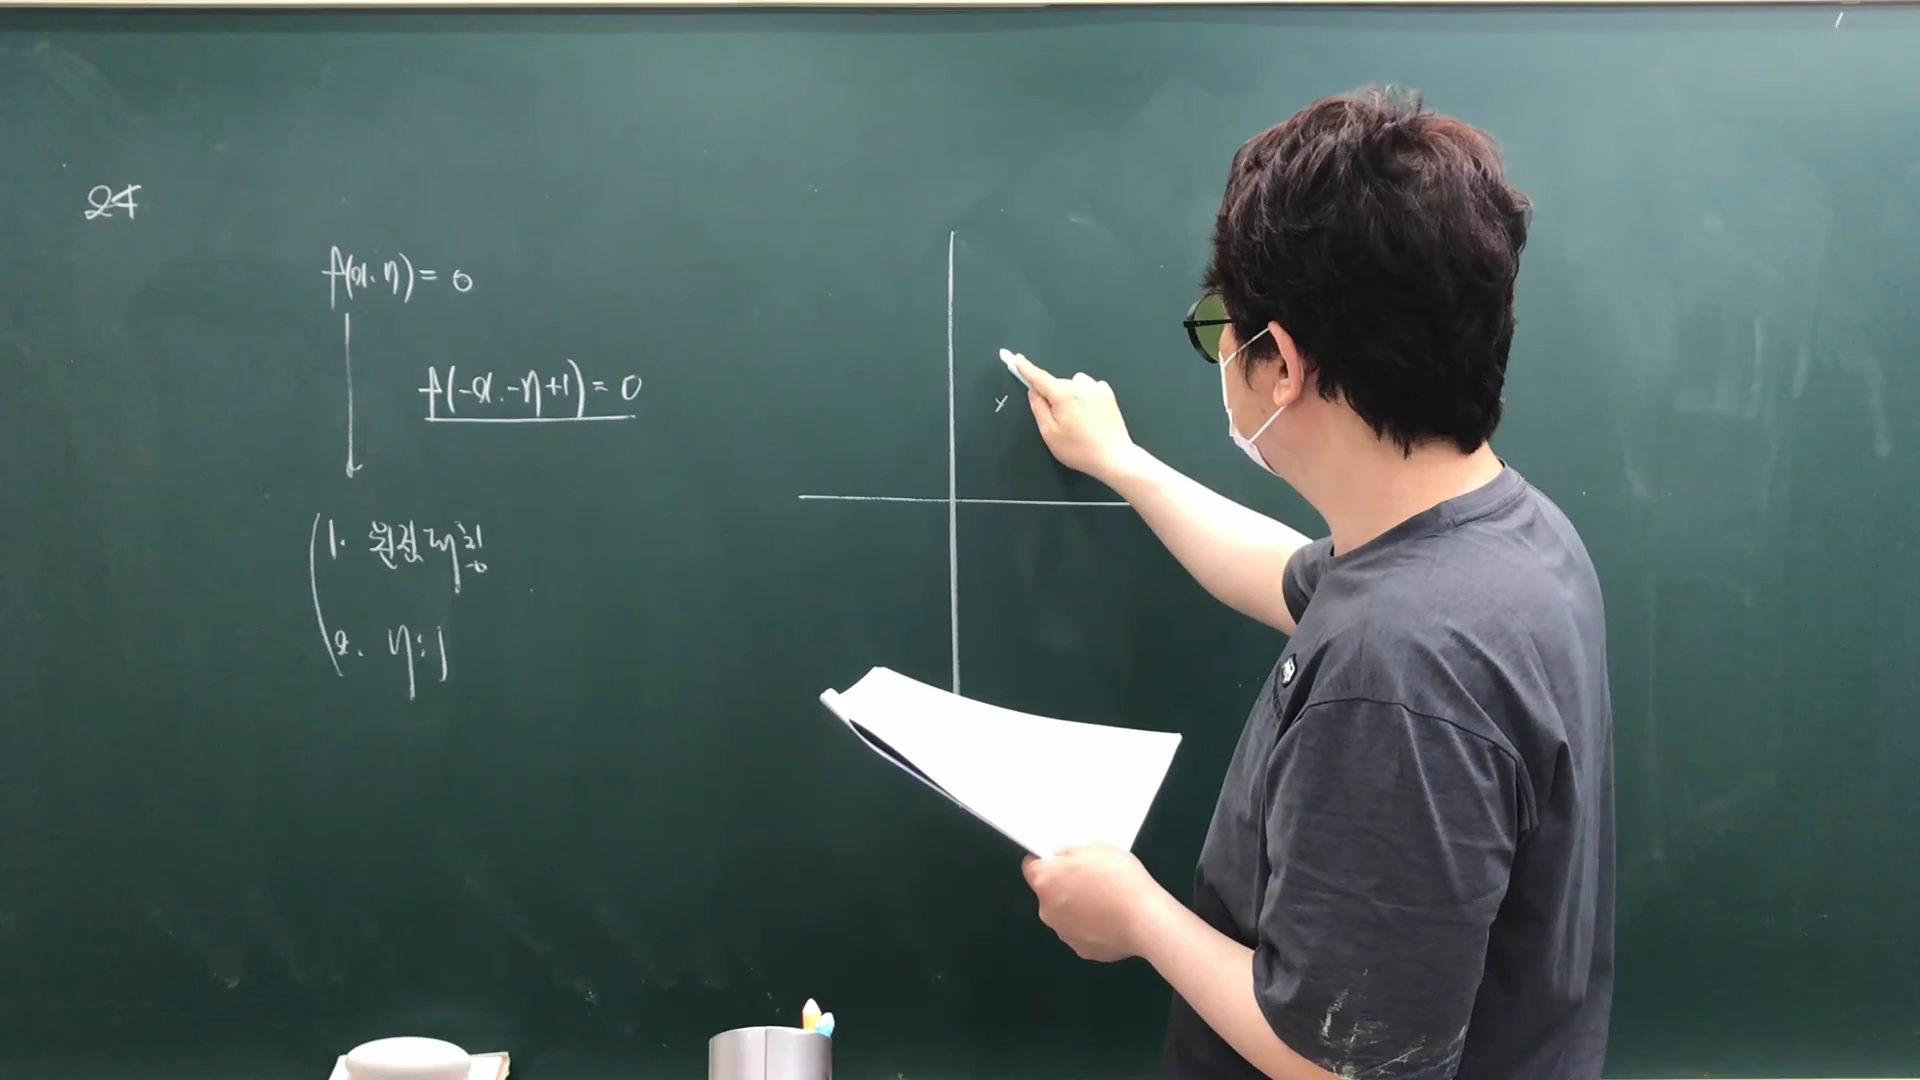 24
f(x, y) = 0
f(-x, -y+1) = 0
1. 원점대칭
2. y : 1
x